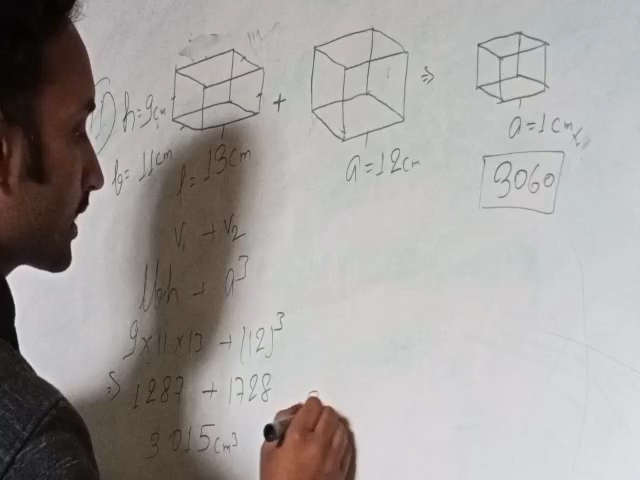 1) h=9cm
b=11cm
l=13cm
+
a=12cm
⇒
a=1cm
3060
V₁ + V₂
lbh + a³
9×11×13 + (12)³
⇒ 1287 + 1728
3015cm³